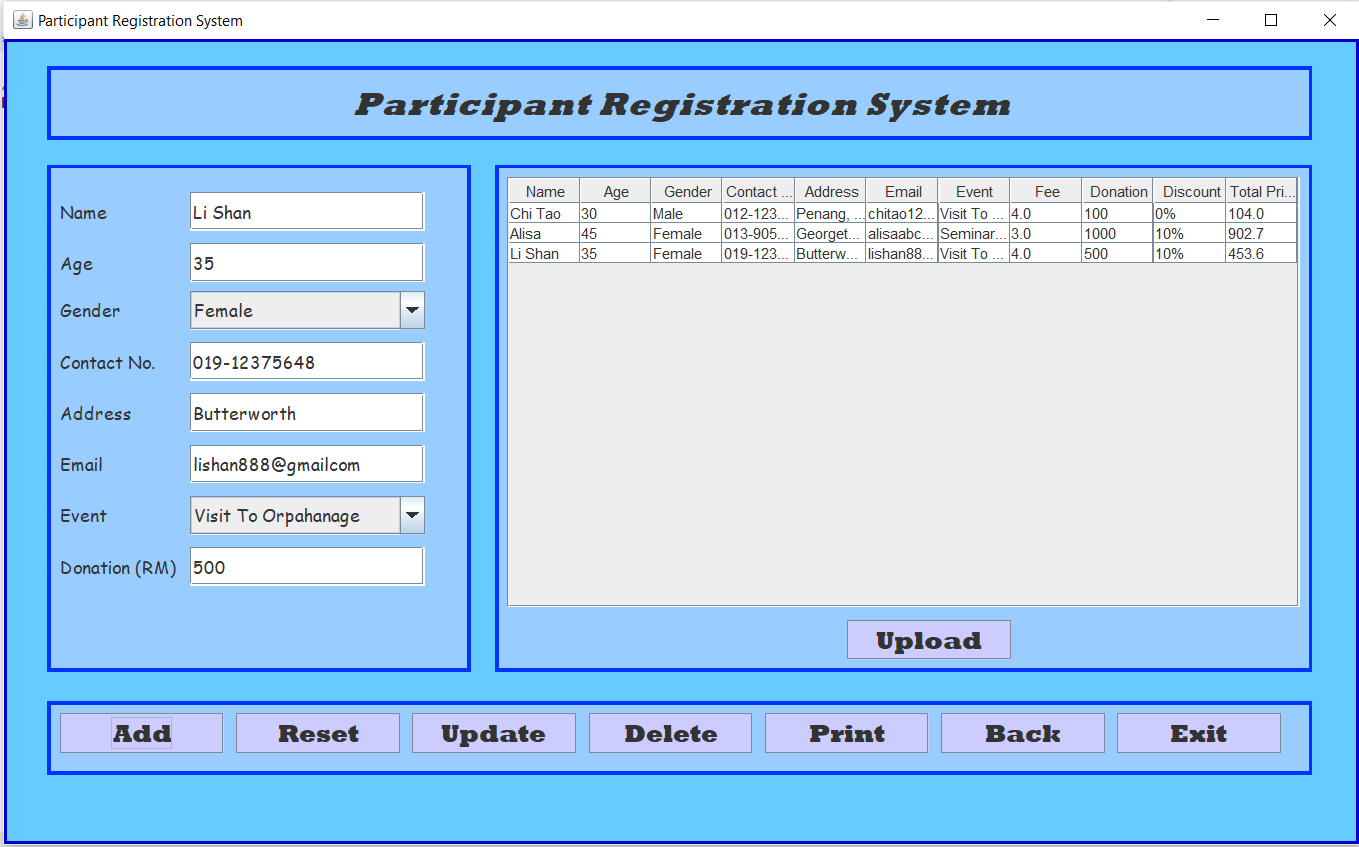 Participant Registration System
Participant Registration System
Name Li Shan
Age 35
Gender Female
Contact No. 019-12375648
Address Butterworth
Email lishan888@gmailcom
Event Visit To Orpahanage
Donation (RM) 500
Name Age Gender Contact ... Address Email Event Fee Donation Discount Total Pri...
Chi Tao 30 Male 012-123... Penang, ... chitao12... Visit To ... 4.0 100 0% 104.0
Alisa 45 Female 013-905... Georget... alisaabc... Seminar... 3.0 1000 10% 902.7
Li Shan 35 Female 019-123... Butterw... lishan88... Visit To ... 4.0 500 10% 453.6
Upload
Add Reset Update Delete Print Back Exit